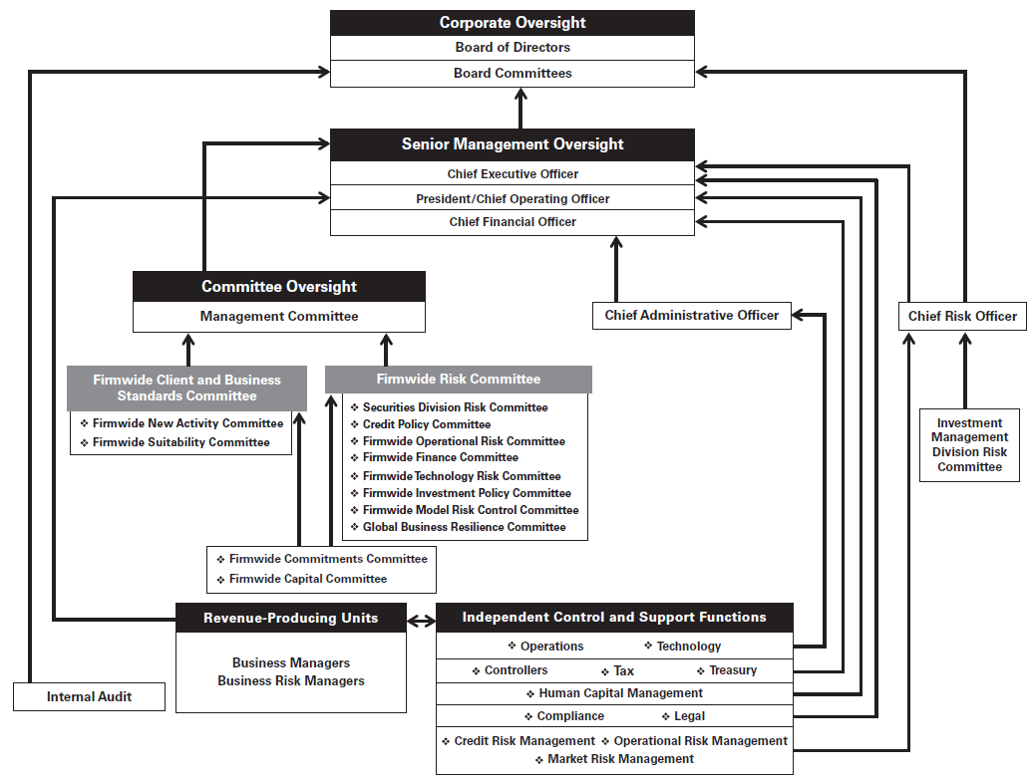 Corporate Oversight
Board of Directors
Board Committees
Senior Management Oversight
Chief Executive Officer
President/Chief Operating Officer
Chief Financial Officer
Committee Oversight
Management Committee
Chief Administrative Officer
Chief Risk Officer
Firmwide Client and Business
Standards Committee
❖ Firmwide New Activity Committee
❖ Firmwide Suitability Committee
Firmwide Risk Committee
❖ Securities Division Risk Committee
❖ Credit Policy Committee
❖ Firmwide Operational Risk Committee
❖ Firmwide Finance Committee
❖ Firmwide Technology Risk Committee
❖ Firmwide Investment Policy Committee
❖ Firmwide Model Risk Control Committee
❖ Global Business Resilience Committee
Investment
Management
Division Risk
Committee
❖ Firmwide Commitments Committee
❖ Firmwide Capital Committee
Revenue-Producing Units
Business Managers
Business Risk Managers
Independent Control and Support Functions
❖ Operations ❖ Technology
❖ Controllers ❖ Tax ❖ Treasury
❖ Human Capital Management
❖ Compliance ❖ Legal
❖ Credit Risk Management ❖ Operational Risk Management
❖ Market Risk Management
Internal Audit